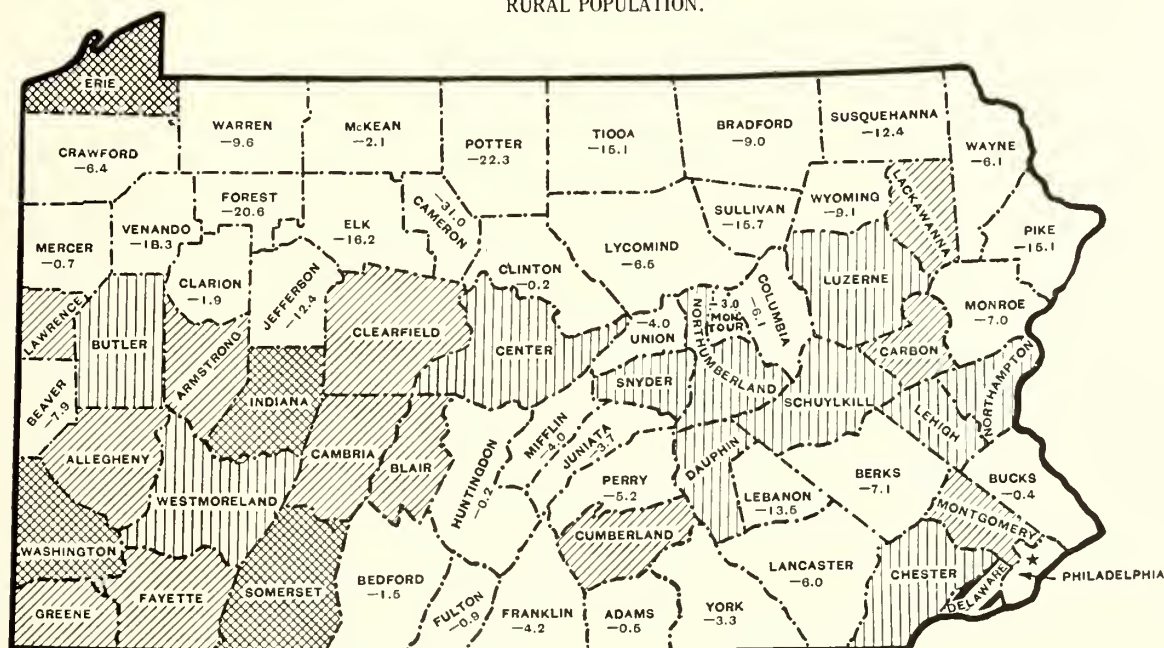 RURAL POPULATION.
ERIE
CRAWFORD
−6.4
WARREN
−9.6
McKEAN
−2.1
POTTER
−22.3
TIOOA
−15.1
BRADFORD
−9.0
SUSQUEHANNA
−12.4
WAYNE
−6.1
MERCER
−0.7
VENANDO
−18.3
FOREST
−20.6
ELK
−16.2
−31.0
CAMERON
CLINTON
−0.2
LYCOMIND
−6.5
SULLIVAN
−15.7
WYOMING
−9.1
LACKAWANNA
PIKE
−15.1
CLARION
−1.9
JEFFERSON
−12.4
LUZERNE
MONROE
−7.0
LAWRENCE
BUTLER
ARMSTRONG
CLEARFIELD
CENTER
−4.0
UNION
NORTHUMBERLAND
−3.0
MON
TOUR
COLUMBIA
−6.1
CARBON
BEAVER
−7.9
INDIANA
SNYDER
SCHUYLKILL
LEHIGH
NORTHAMPTON
ALLEGHENY
WESTMORELAND
CAMBRIA
BLAIR
HUNTINGDON
−0.2
MIFFLIN
−4.0
JUNIATA
−3.7
PERRY
−5.2
DAUPHIN
LEBANON
−13.5
BERKS
−7.1
BUCKS
−0.4
MONTGOMERY
WASHINGTON
GREENE
FAYETTE
SOMERSET
BEDFORD
−1.5
FULTON
−0.9
FRANKLIN
−4.2
CUMBERLAND
ADAMS
−0.5
YORK
−3.3
LANCASTER
−6.0
CHESTER
DELAWARE
PHILADELPHIA